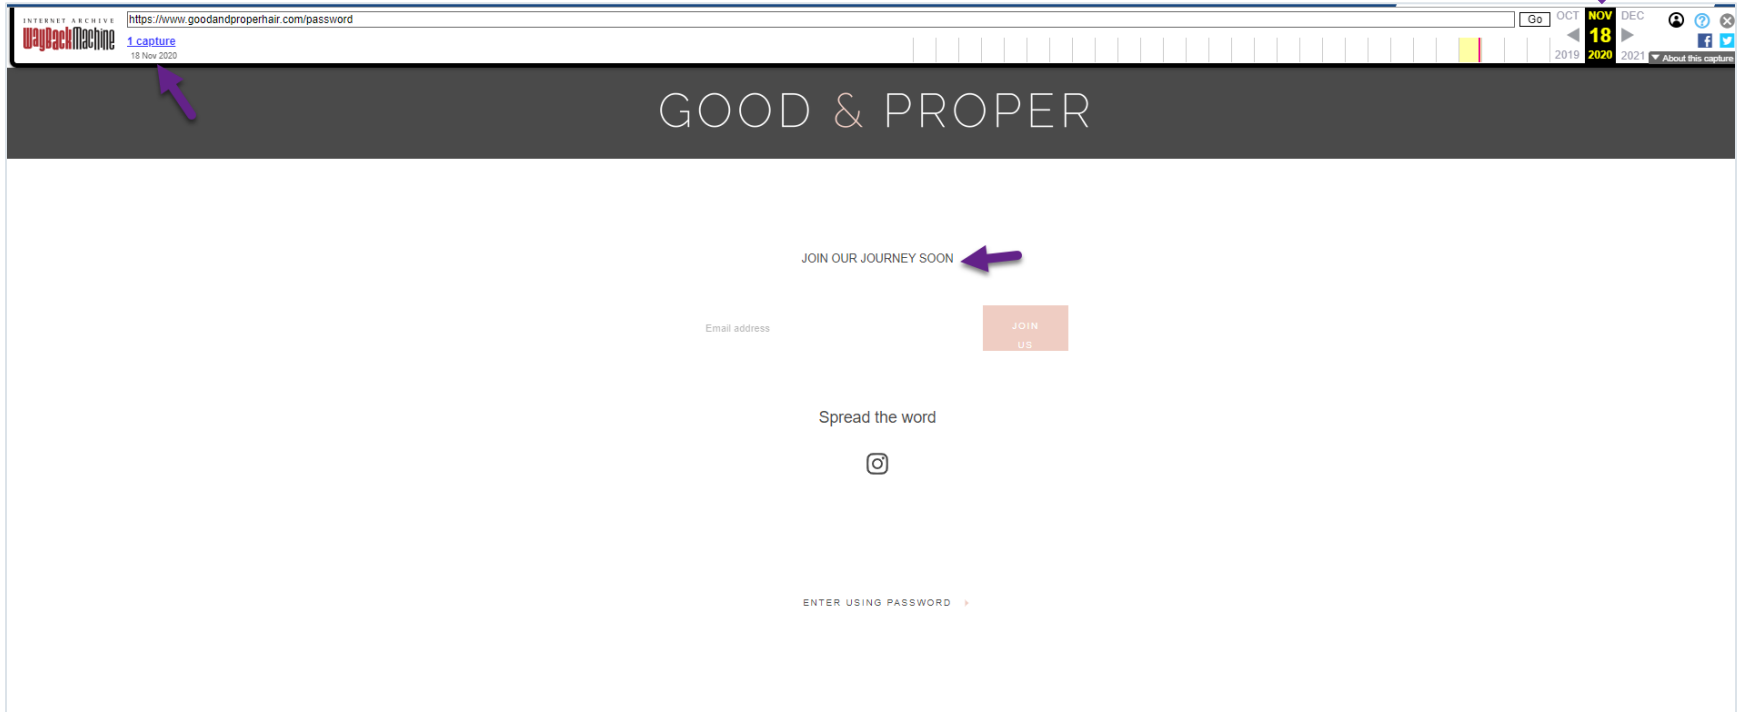 INTERNET ARCHIVE
WayBackMachine
https://www.goodandproperhair.com/password
Go
1 capture
18 Nov 2020
OCT NOV DEC
18
2019 2020 2021
About this capture
GOOD & PROPER
JOIN OUR JOURNEY SOON
Email address
JOIN
US
Spread the word
ENTER USING PASSWORD